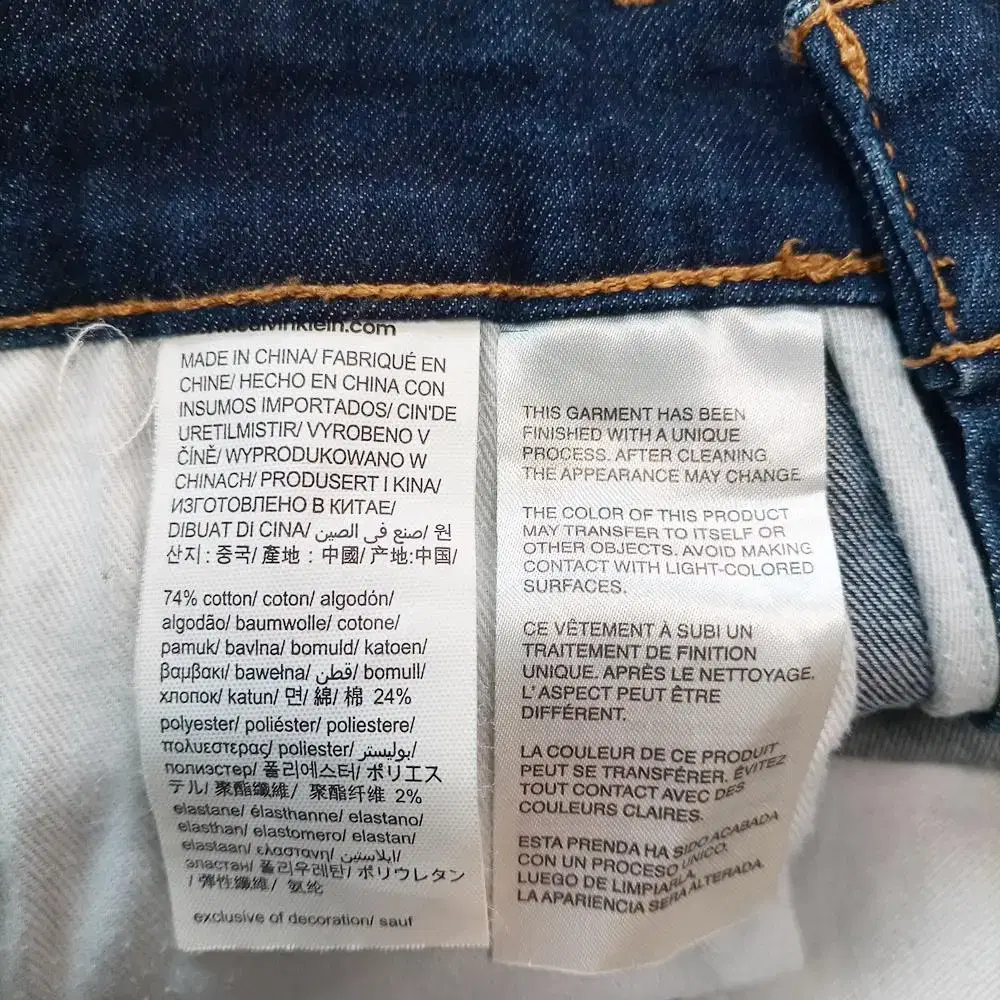 www.calvinklein.com
MADE IN CHINA/ FABRIQUÉ EN
CHINE/ HECHO EN CHINA CON
INSUMOS IMPORTADOS/ CIN'DE
URETILMISTIR/ VYROBENO V
ČÍNĚ/ WYPRODUKOWANO W
CHINACH/ PRODUSERT I KINA/
ИЗГОТОВЛЕНО В КИТАЕ/
DIBUAT DI CINA/ صنع في الصين/ 원
산지 : 중국/ 產地 : 中國/ 产地:中国/
74% cotton/ coton/ algodón/
algodão/ baumwolle/ cotone/
pamuk/ bavlna/ bomuld/ katoen/
βαμβακι/ bawełna/ قطن/ bomull/
хлопок/ katun/ 면/ 綿/ 棉 24%
polyester/ poliéster/ poliestere/
πολυεστερας/ poliester/ بوليستر/
полиэстер/ 폴리에스터/ ポリエス
テル/ 聚酯纖維/ 聚酯纤维 2%
elastane/ élasthanne/ elastano/
elasthan/ elastomero/ elastan/
elastaan/ ελαστανη/ إيلاستين/
эластан/ 폴리우레탄/ ポリウレタン
/ 弹性纖維/ 氨纶
exclusive of decoration/ sauf
THIS GARMENT HAS BEEN
FINISHED WITH A UNIQUE
PROCESS. AFTER CLEANING
THE APPEARANCE MAY CHANGE.
THE COLOR OF THIS PRODUCT
MAY TRANSFER TO ITSELF OR
OTHER OBJECTS. AVOID MAKING
CONTACT WITH LIGHT-COLORED
SURFACES.
CE VÊTEMENT À SUBI UN
TRAITEMENT DE FINITION
UNIQUE. APRÈS LE NETTOYAGE.
L' ASPECT PEUT ÊTRE
DIFFÉRENT.
LA COULEUR DE CE PRODUIT
PEUT SE TRANSFÉRER. ÉVITEZ
TOUT CONTACT AVEC DES
COULEURS CLAIRES.
ESTA PRENDA HA SIDO ACABADA
CON UN PROCESO ÚNICO.
LUEGO DE LIMPIARLA,
LA APARIENCIA SERÁ ALTERADA.